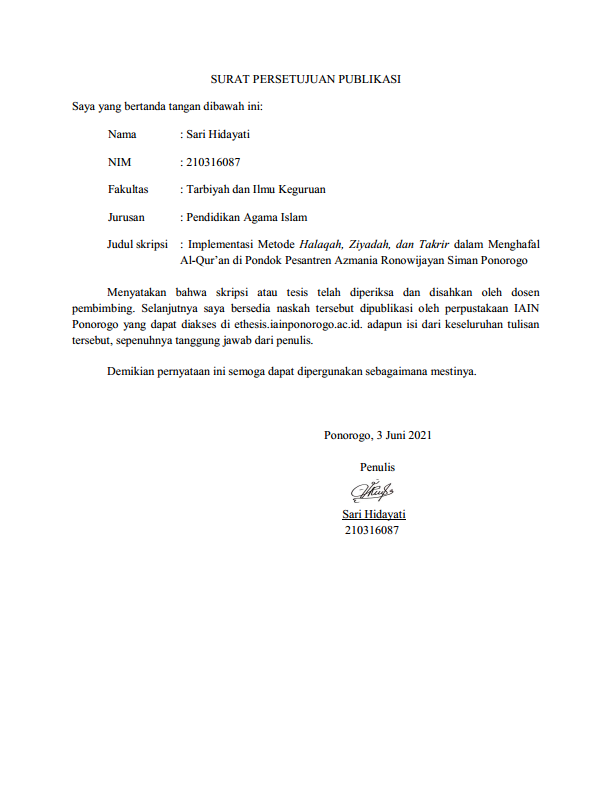 SURAT PERSETUJUAN PUBLIKASI
Saya yang bertanda tangan dibawah ini:
Nama : Sari Hidayati
NIM : 210316087
Fakultas : Tarbiyah dan Ilmu Keguruan
Jurusan : Pendidikan Agama Islam
Judul skripsi : Implementasi Metode Halaqah, Ziyadah, dan Takrir dalam Menghafal
Al-Qur'an di Pondok Pesantren Azmania Ronowijayan Siman Ponorogo
Menyatakan bahwa skripsi atau tesis telah diperiksa dan disahkan oleh dosen
pembimbing. Selanjutnya saya bersedia naskah tersebut dipublikasi oleh perpustakaan IAIN
Ponorogo yang dapat diakses di ethesis.iainponorogo.ac.id. adapun isi dari keseluruhan tulisan
tersebut, sepenuhnya tanggung jawab dari penulis.
Demikian pernyataan ini semoga dapat dipergunakan sebagaimana mestinya.
Ponorogo, 3 Juni 2021
Penulis
Sari Hidayati
210316087